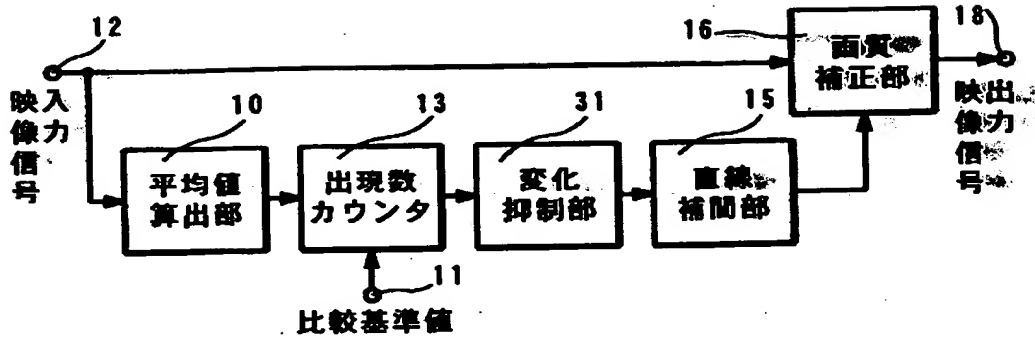 12
16
18
画質
補正部
入力
映像信号
10
13
31
15
出力
映像信号
平均値
算出部
出現数
カウンタ
変化
抑制部
直線
補間部
11
比較基準値